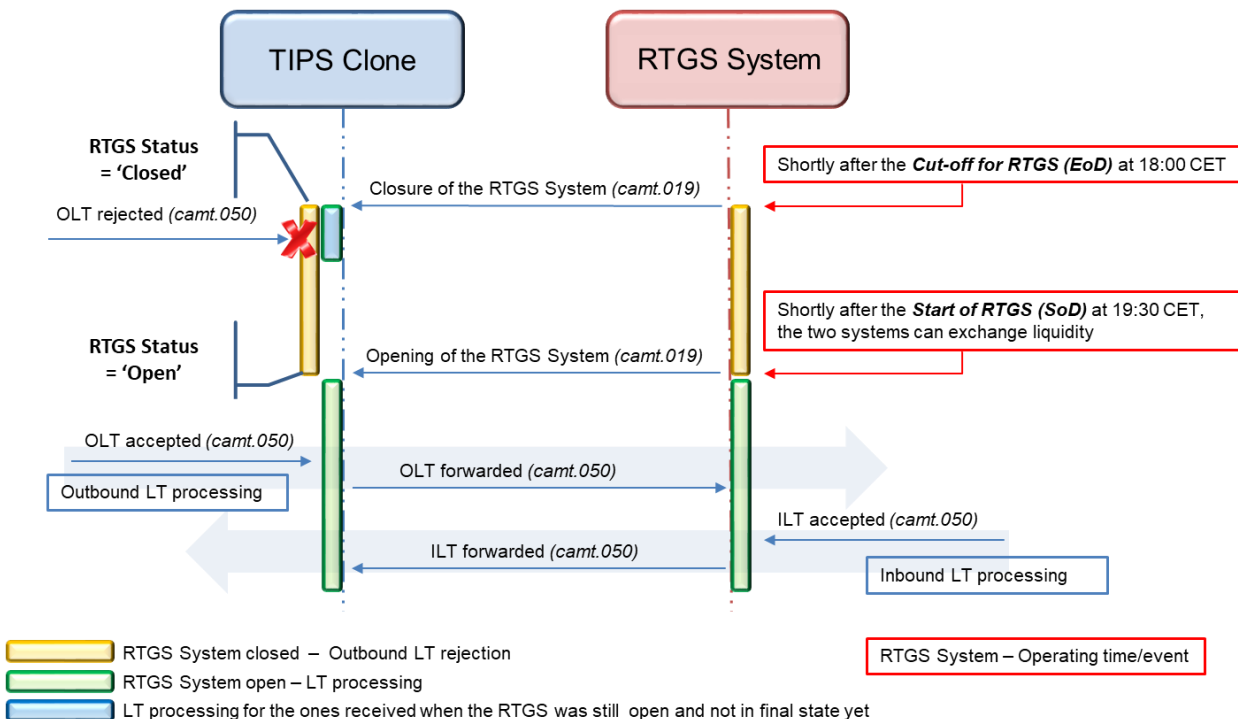 TIPS Clone
RTGS System
RTGS Status
= ‘Closed’
Shortly after the Cut-off for RTGS (EoD) at 18:00 CET
Closure of the RTGS System (camt.019)
OLT rejected (camt.050)
Shortly after the Start of RTGS (SoD) at 19:30 CET,
the two systems can exchange liquidity
RTGS Status
= ‘Open’
Opening of the RTGS System (camt.019)
OLT accepted (camt.050)
OLT forwarded (camt.050)
Outbound LT processing
ILT accepted (camt.050)
ILT forwarded (camt.050)
Inbound LT processing
RTGS System closed – Outbound LT rejection
RTGS System – Operating time/event
RTGS System open – LT processing
LT processing for the ones received when the RTGS was still open and not in final state yet